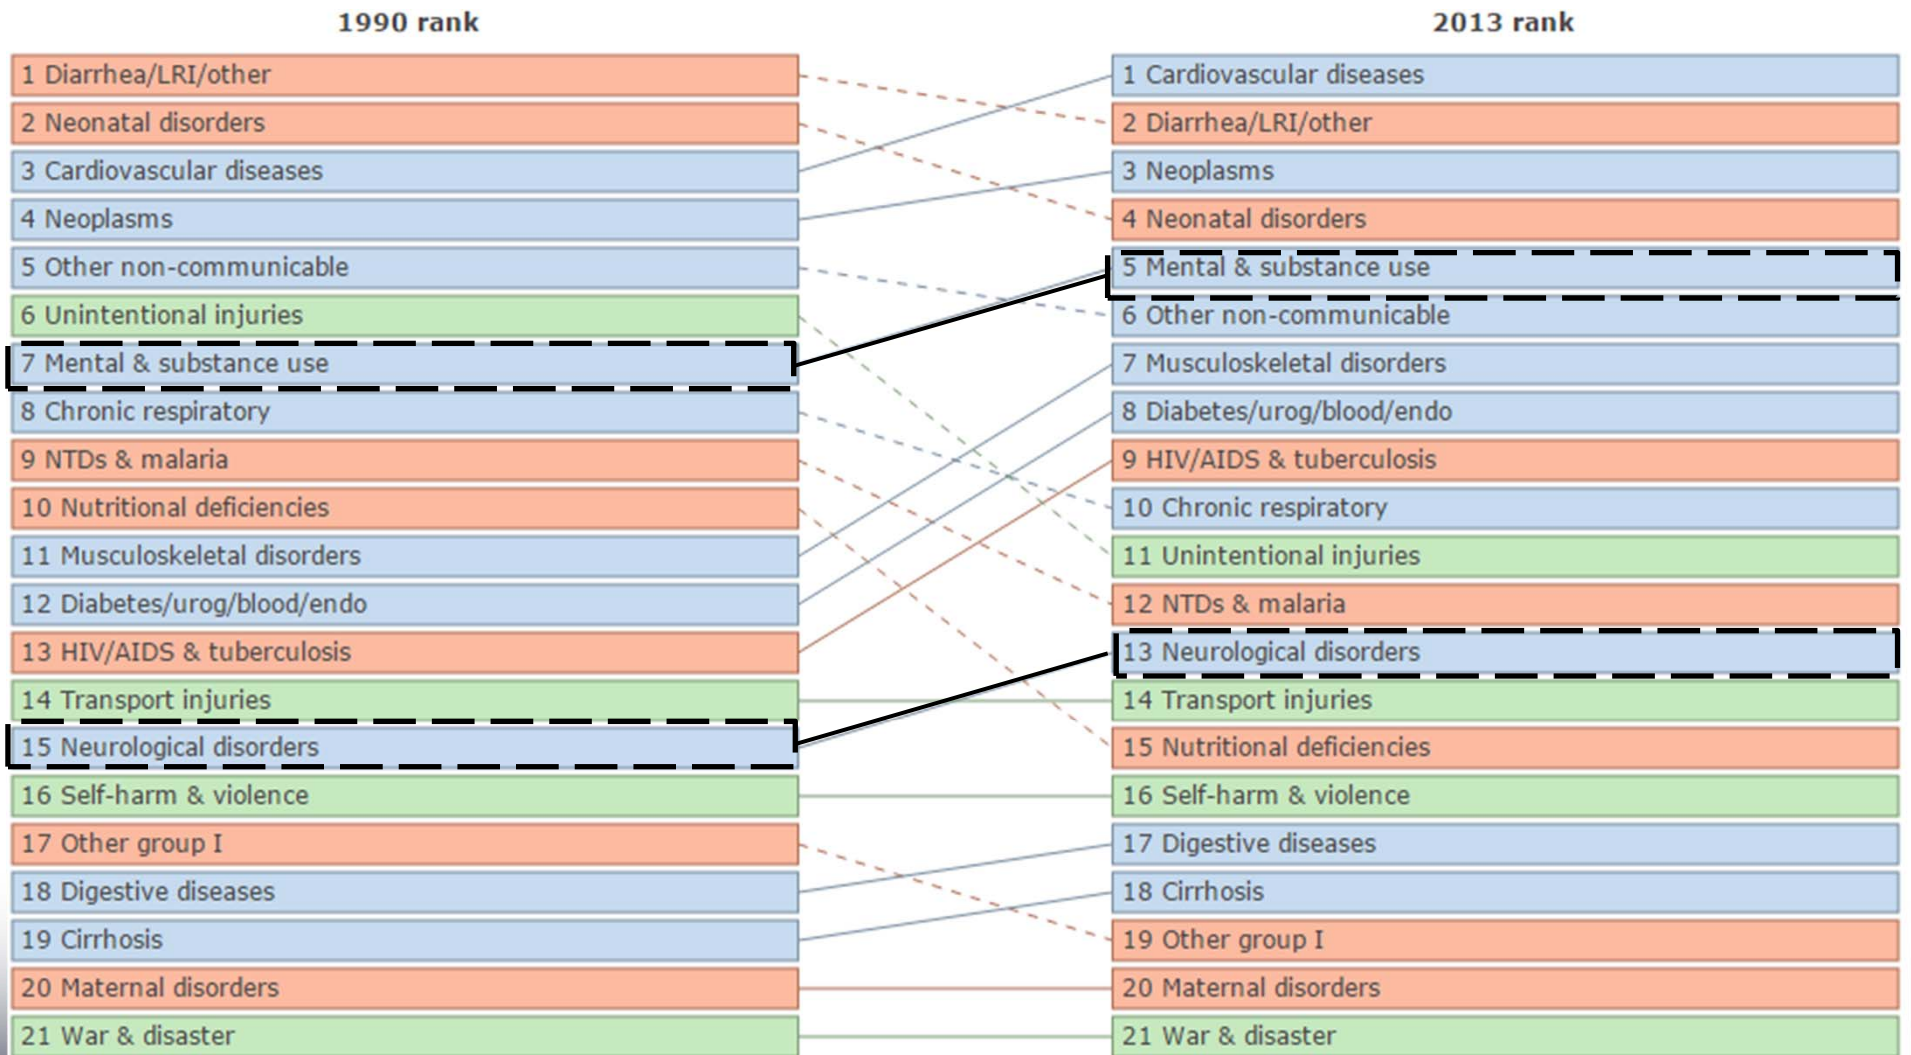 1990 rank
1 Diarrhea/LRI/other
2 Neonatal disorders
3 Cardiovascular diseases
4 Neoplasms
5 Other non-communicable
6 Unintentional injuries
7 Mental & substance use
8 Chronic respiratory
9 NTDs & malaria
10 Nutritional deficiencies
11 Musculoskeletal disorders
12 Diabetes/urog/blood/endo
13 HIV/AIDS & tuberculosis
14 Transport injuries
15 Neurological disorders
16 Self-harm & violence
17 Other group I
18 Digestive diseases
19 Cirrhosis
20 Maternal disorders
21 War & disaster
2013 rank
1 Cardiovascular diseases
2 Diarrhea/LRI/other
3 Neoplasms
4 Neonatal disorders
5 Mental & substance use
6 Other non-communicable
7 Musculoskeletal disorders
8 Diabetes/urog/blood/endo
9 HIV/AIDS & tuberculosis
10 Chronic respiratory
11 Unintentional injuries
12 NTDs & malaria
13 Neurological disorders
14 Transport injuries
15 Nutritional deficiencies
16 Self-harm & violence
17 Digestive diseases
18 Cirrhosis
19 Other group I
20 Maternal disorders
21 War & disaster